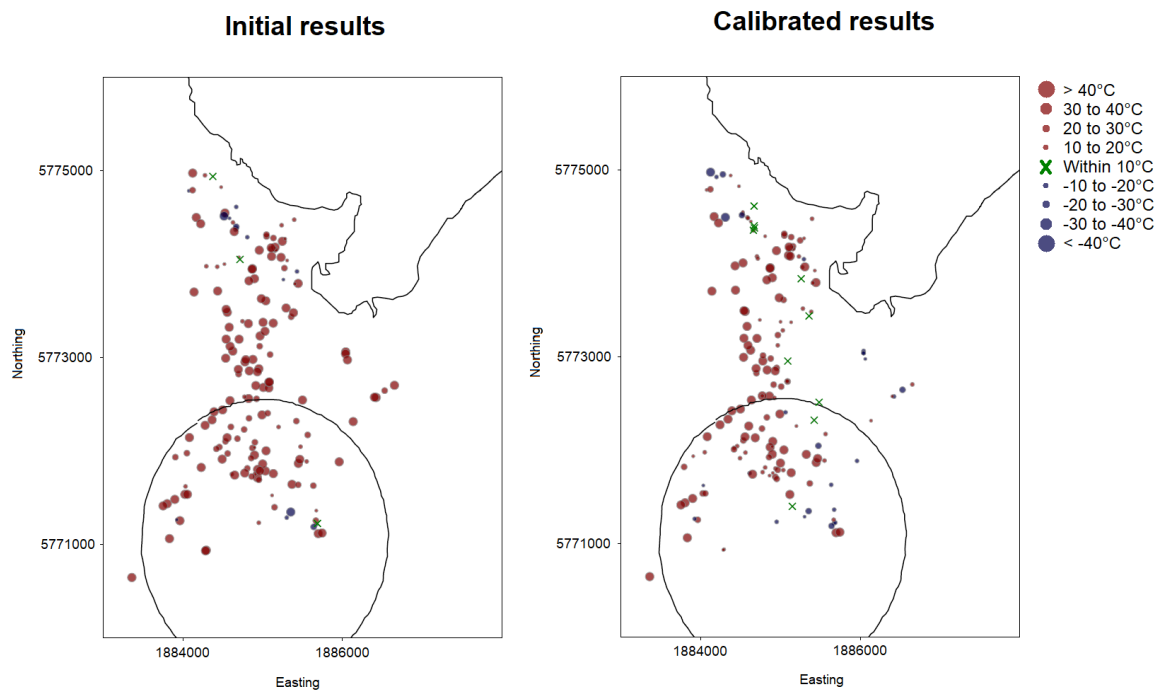 Initial results
Calibrated results
5775000
5773000
5771000
Northing
1884000
1886000
Easting
5775000
5773000
5771000
Northing
1884000
1886000
Easting
> 40°C
30 to 40°C
20 to 30°C
10 to 20°C
Within 10°C
-10 to -20°C
-20 to -30°C
-30 to -40°C
< -40°C